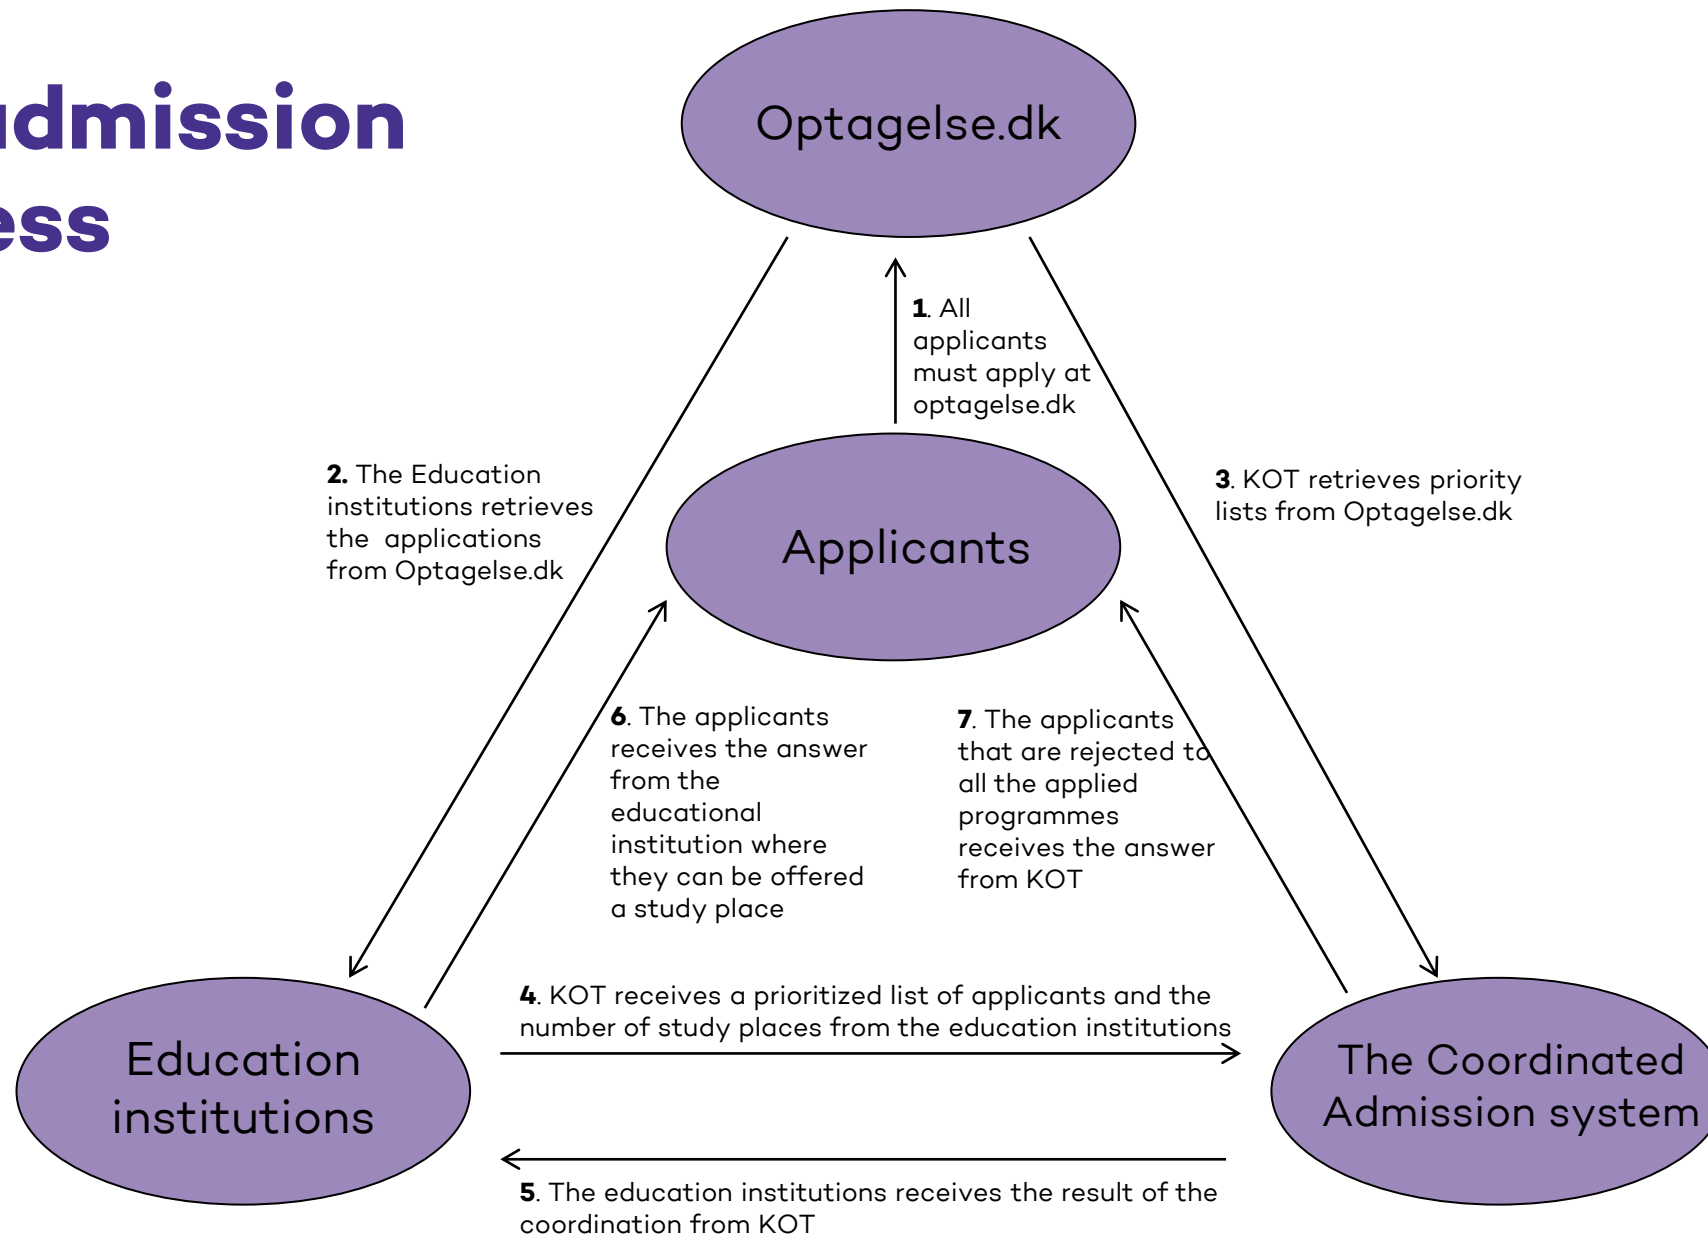 admission
ess
Optagelse.dk
1. All
applicants
must apply at
optagelse.dk
2. The Education
institutions retrieves
the  applications
from Optagelse.dk
3. KOT retrieves priority
lists from Optagelse.dk
Applicants
6. The applicants
receives the answer
from the
educational
institution where
they can be offered
a study place
7. The applicants
that are rejected to
all the applied
programmes
receives the answer
from KOT
4. KOT receives a prioritized list of applicants and the
number of study places from the education institutions
Education
institutions
The Coordinated
Admission system
5. The education institutions receives the result of the
coordination from KOT